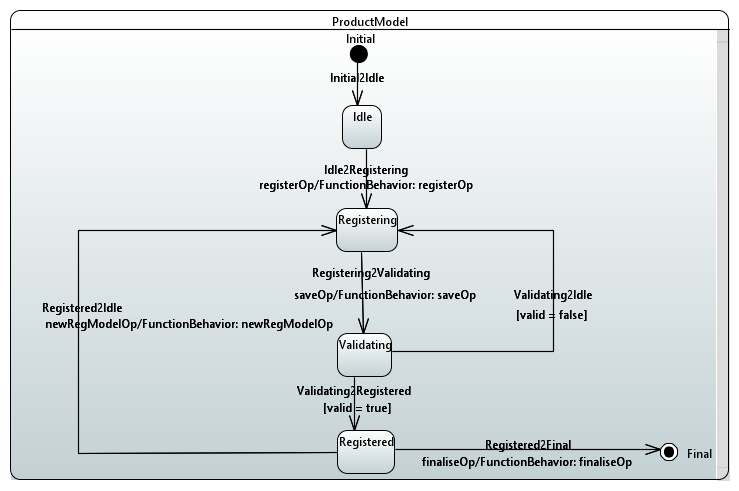 ProductModel
Initial
Initial2Idle
Idle
Idle2Registering
registerOp/FunctionBehavior: registerOp
Registering
Registering2Validating
saveOp/FunctionBehavior: saveOp
Validating2Idle
[valid = false]
Registered2Idle
newRegModelOp/FunctionBehavior: newRegModelOp
Validating
Validating2Registered
[valid = true]
Registered
Registered2Final
finaliseOp/FunctionBehavior: finaliseOp
Final